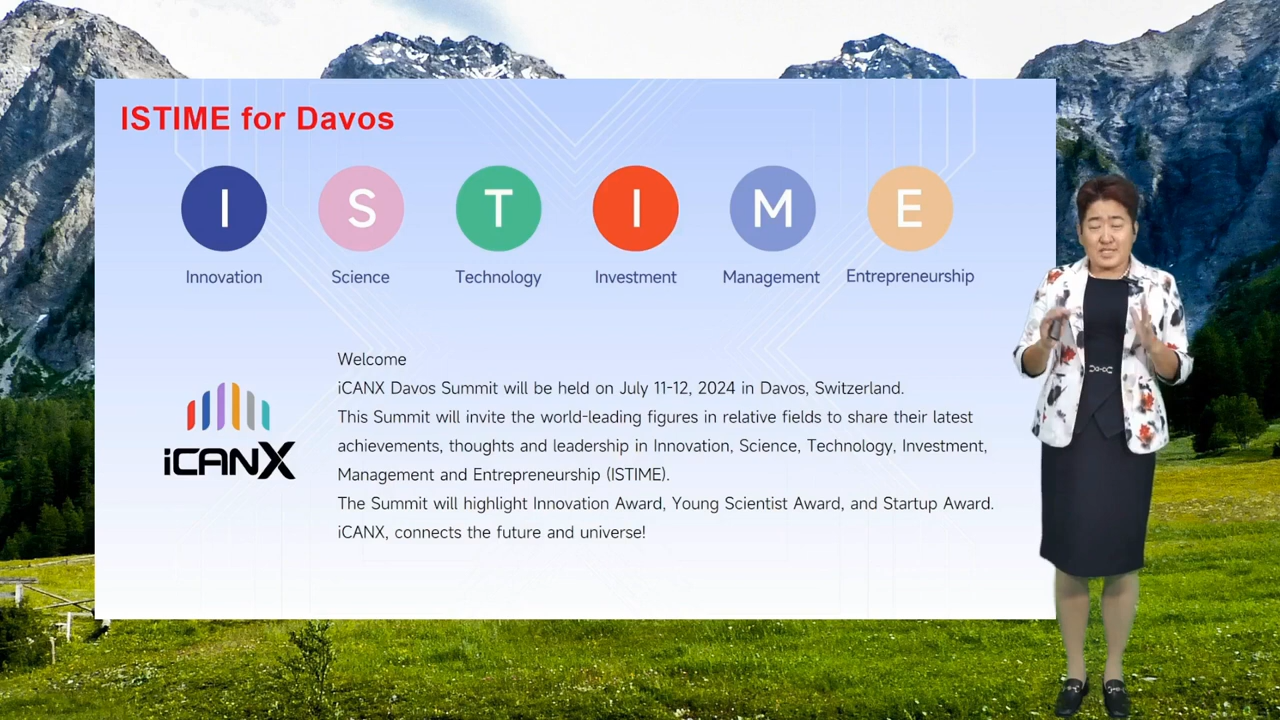 ISTIME for Davos
I S T I M E
Innovation Science Technology Investment Management Entrepreneurship
Welcome
iCANX Davos Summit will be held on July 11-12, 2024 in Davos, Switzerland.
This Summit will invite the world-leading figures in relative fields to share their latest
achievements, thoughts and leadership in Innovation, Science, Technology, Investment,
Management and Entrepreneurship (ISTIME).
The Summit will highlight Innovation Award, Young Scientist Award, and Startup Award.
iCANX, connects the future and universe!
iCANX